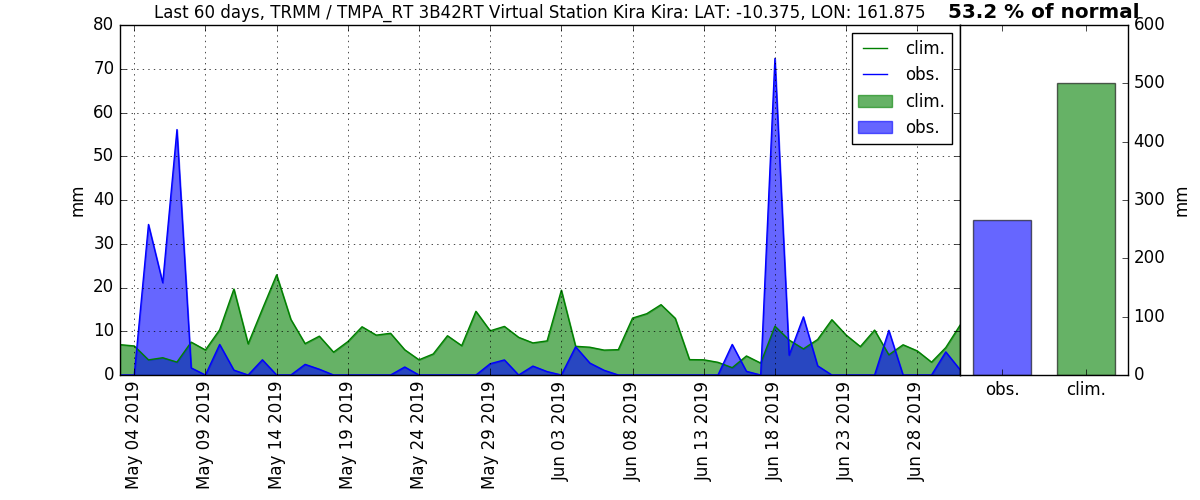 Last 60 days, TRMM / TMPA_RT 3B42RT Virtual Station Kira Kira: LAT: -10.375, LON: 161.875
53.2 % of normal
80
70
60
50
40
30
20
10
0
mm
clim.
obs.
clim.
obs.
May 04 2019
May 09 2019
May 14 2019
May 19 2019
May 24 2019
May 29 2019
Jun 03 2019
Jun 08 2019
Jun 13 2019
Jun 18 2019
Jun 23 2019
Jun 28 2019
600
500
400
300
200
100
0
mm
obs.
clim.